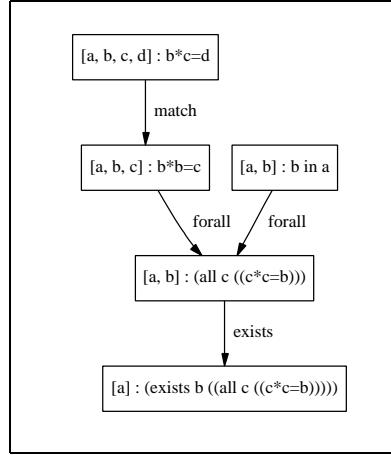 [a, b, c, d] : b*c=d
match
[a, b, c] : b*b=c
[a, b] : b in a
forall
forall
[a, b] : (all c ((c*c=b)))
exists
[a] : (exists b ((all c ((c*c=b)))))